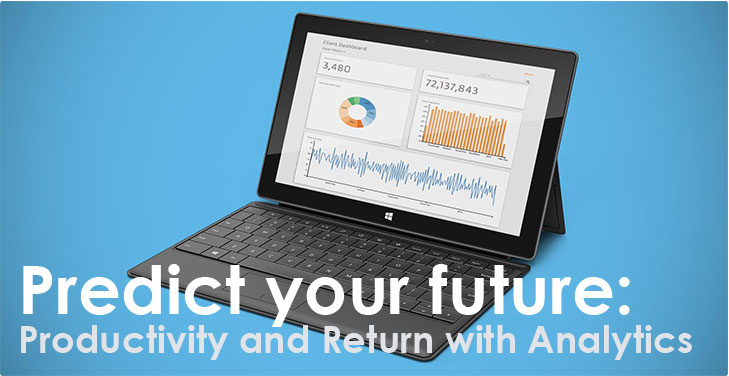 Client Dashboard
3,480
72,137,843
Predict your future:
Productivity and Return with Analytics